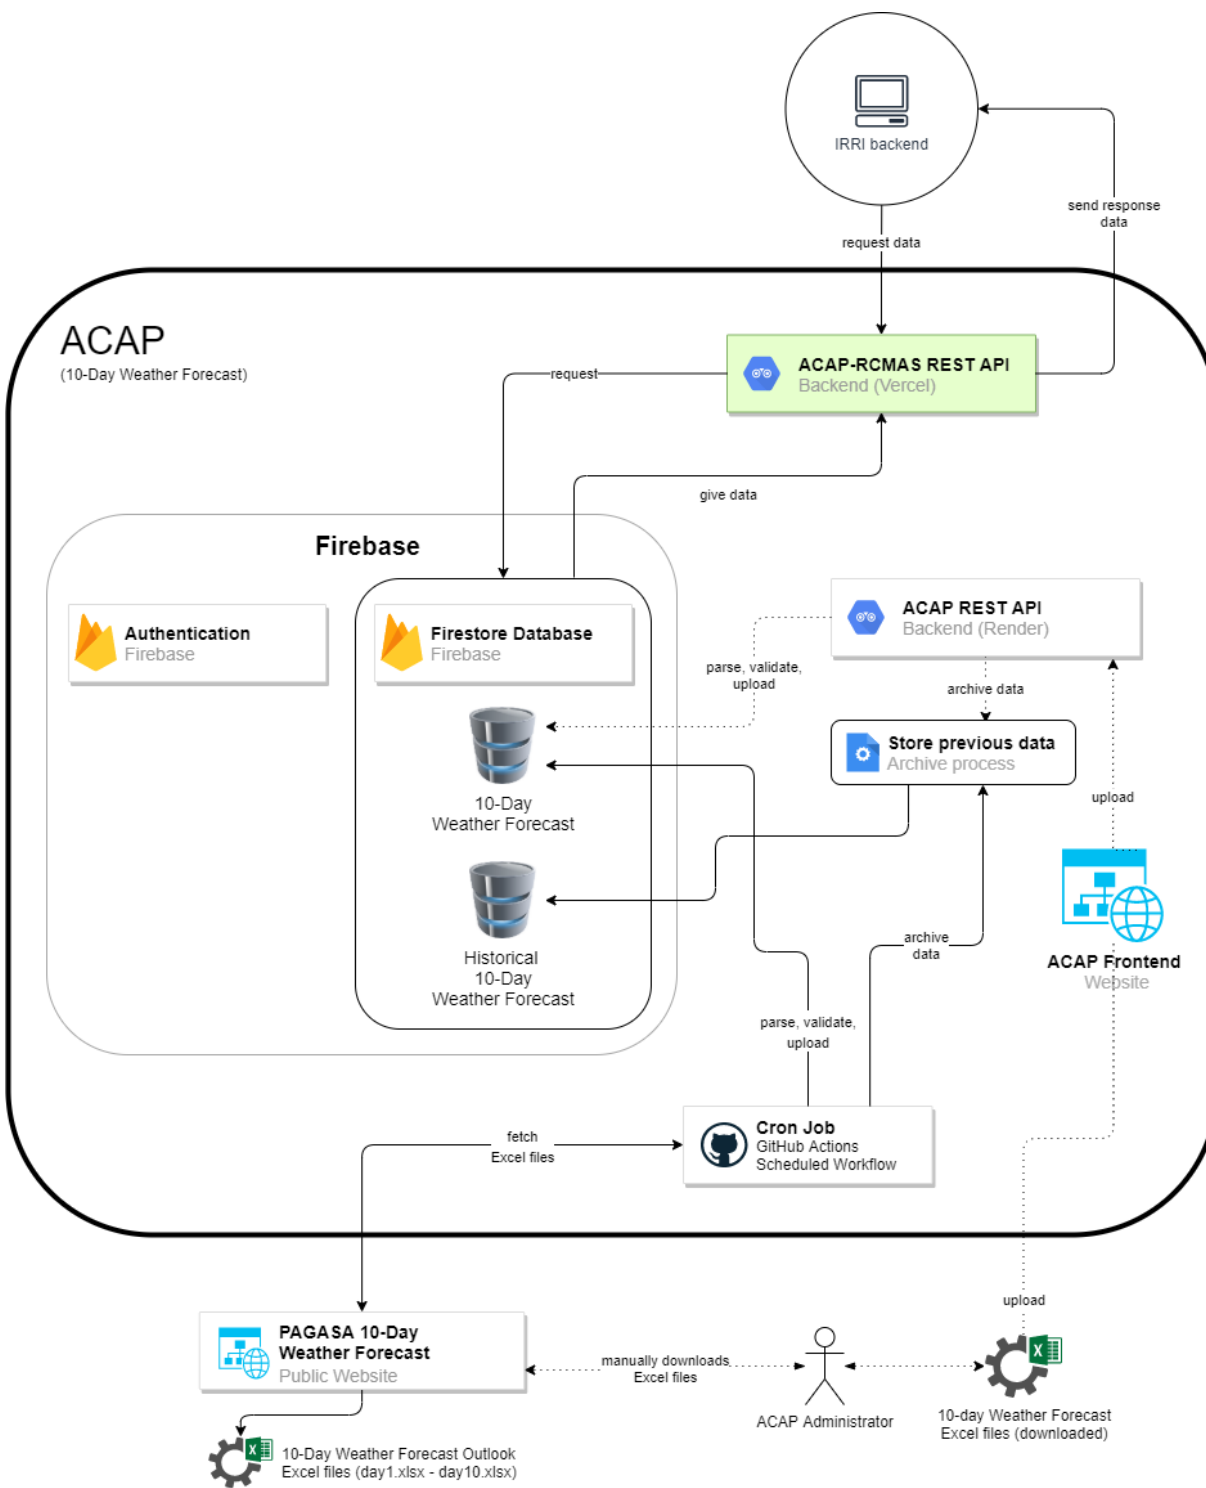 IRRI backend
send response
data
request data
ACAP
(10-Day Weather Forecast)
ACAP-RCMAS REST API
Backend (Vercel)
request
give data
Firebase
Authentication
Firebase
Firestore Database
Firebase
ACAP REST API
Backend (Render)
parse, validate,
upload
archive data
Store previous data
Archive process
10-Day
Weather Forecast
upload
Historical
10-Day
Weather Forecast
archive
data
ACAP Frontend
Website
parse, validate,
upload
Cron Job
GitHub Actions
Scheduled Workflow
fetch
Excel files
upload
PAGASA 10-Day
Weather Forecast
Public Website
manually downloads
Excel files
X
ACAP Administrator
10-day Weather Forecast
Excel files (downloaded)
X
10-Day Weather Forecast Outlook
Excel files (day1.xlsx - day10.xlsx)